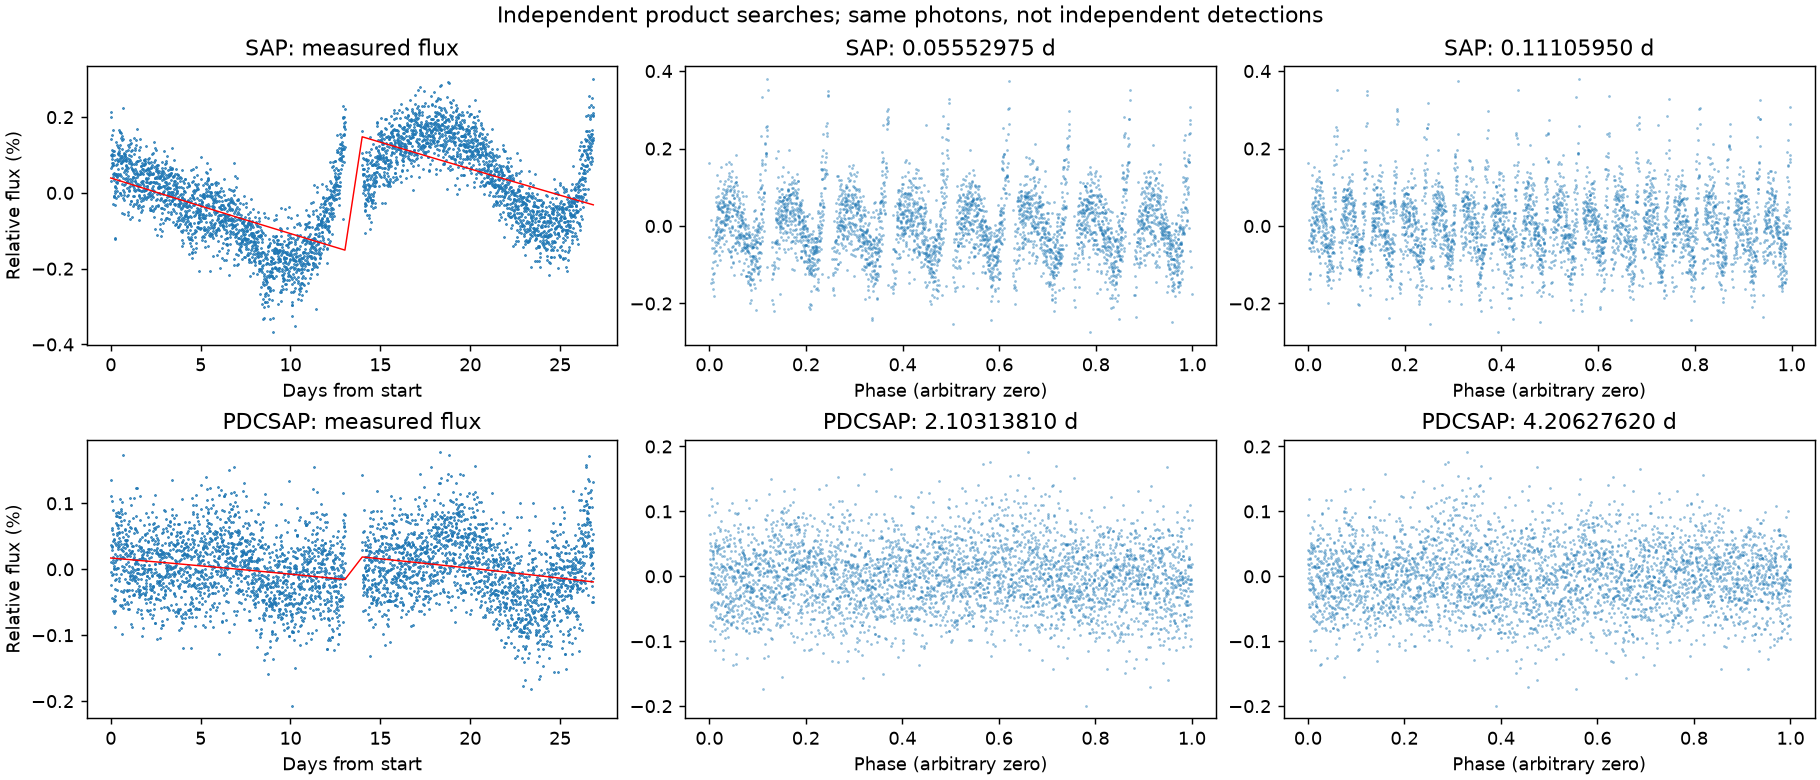 Independent product searches; same photons, not independent detections
SAP: measured flux
SAP: 0.05552975 d
SAP: 0.11105950 d
Relative flux (%)
0.2
0.0
−0.2
−0.4
0 5 10 15 20 25
Days from start
0.4
0.2
0.0
−0.2
0.0 0.2 0.4 0.6 0.8 1.0
Phase (arbitrary zero)
0.4
0.2
0.0
−0.2
0.0 0.2 0.4 0.6 0.8 1.0
Phase (arbitrary zero)
PDCSAP: measured flux
PDCSAP: 2.10313810 d
PDCSAP: 4.20627620 d
Relative flux (%)
0.1
0.0
−0.1
−0.2
0 5 10 15 20 25
Days from start
0.2
0.1
0.0
−0.1
−0.2
0.0 0.2 0.4 0.6 0.8 1.0
Phase (arbitrary zero)
0.2
0.1
0.0
−0.1
−0.2
0.0 0.2 0.4 0.6 0.8 1.0
Phase (arbitrary zero)